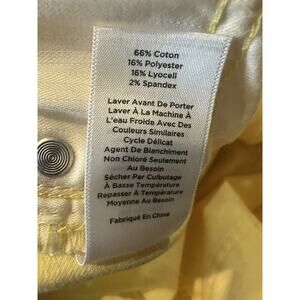 66% Coton
16% Polyester
16% Lyocell
2% Spandex
Laver Avant De Porter
Laver À La Machine À
L'eau Froide Avec Des
Couleurs Similaires
Cycle Délicat
Agent De Blanchiment
Non Chloré Seulement
Au Besoin
Sécher Par Culbutage
À Basse Température
Repasser À Température
Moyenne Au Besoin
Fabriqué En Chine